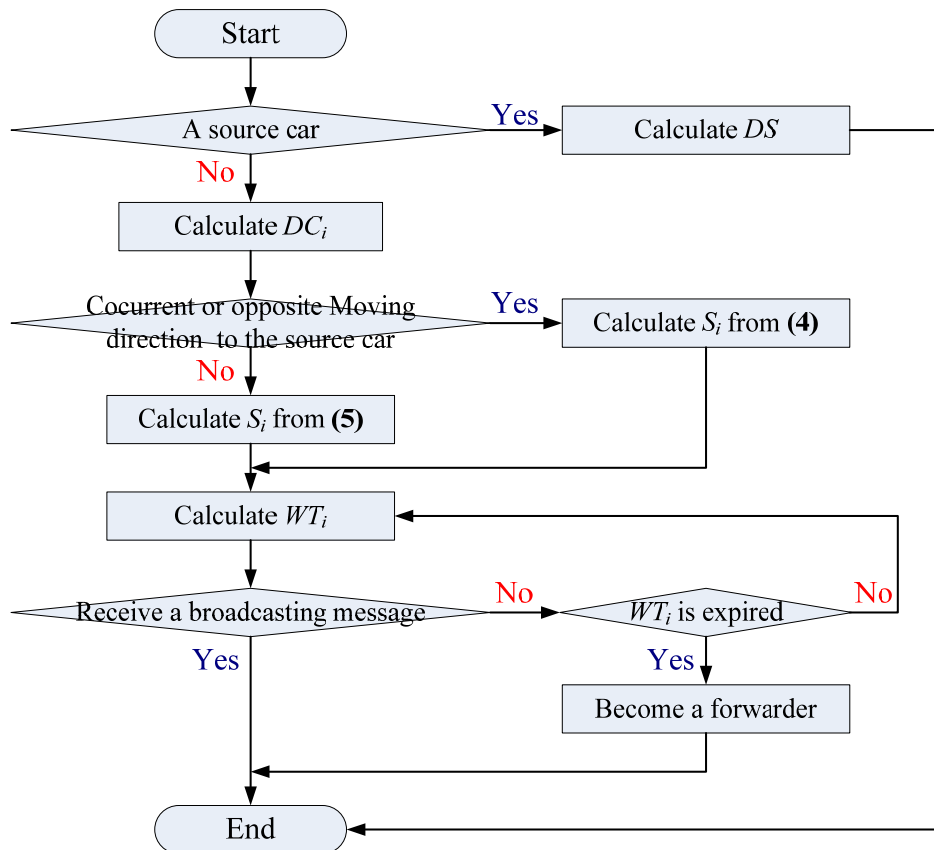 Start
A source car
Yes
Calculate DS
No
Calculate DCi
Cocurrent or opposite Moving
direction to the source car
Yes
Calculate Si from (4)
No
Calculate Si from (5)
Calculate WTi
Receive a broadcasting message
No
WTi is expired
No
Yes
Yes
Become a forwarder
End